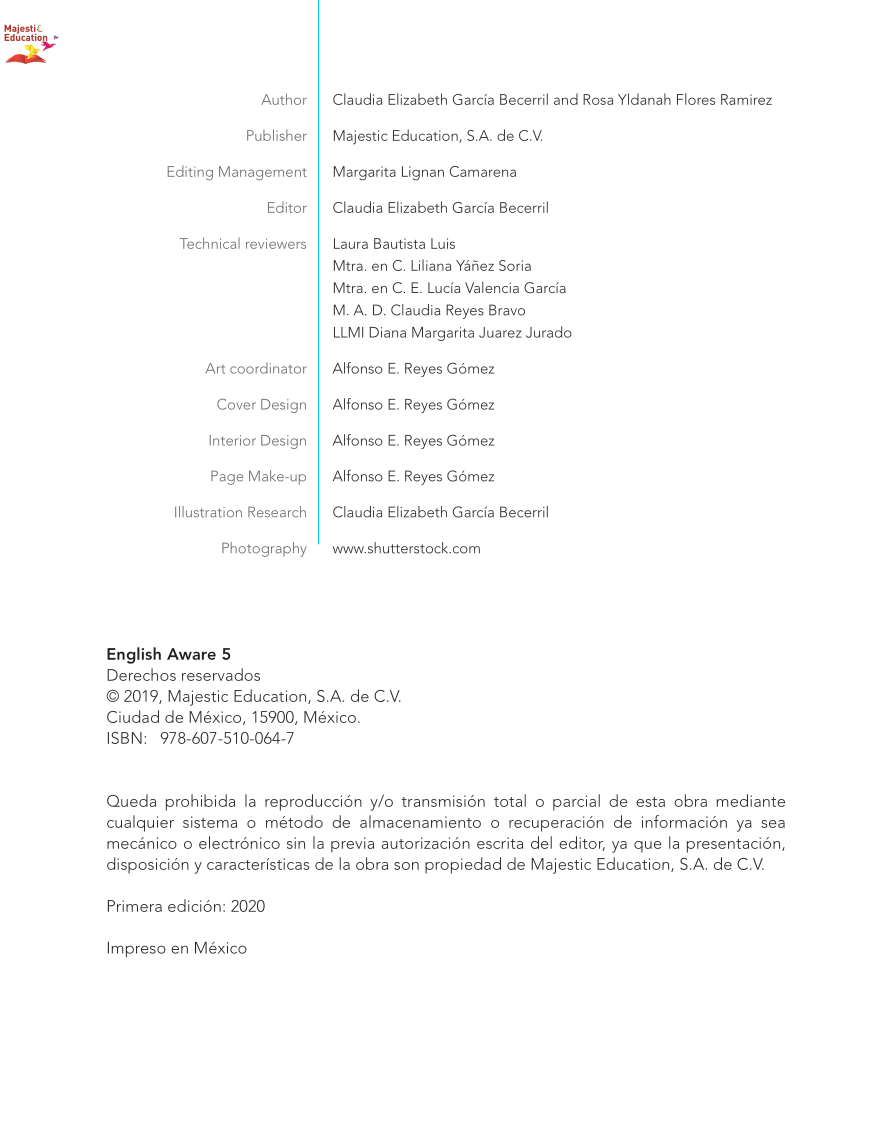 Majestic
Education
Author Claudia Elizabeth García Becerril and Rosa Yldanah Flores Ramirez
Publisher Majestic Education, S.A. de C.V.
Editing Management Margarita Lignan Camarena
Editor Claudia Elizabeth García Becerril
Technical reviewers Laura Bautista Luis
Mtra. en C. Liliana Yáñez Soria
Mtra. en C. E. Lucía Valencia García
M. A. D. Claudia Reyes Bravo
LLMI Diana Margarita Juarez Jurado
Art coordinator Alfonso E. Reyes Gómez
Cover Design Alfonso E. Reyes Gómez
Interior Design Alfonso E. Reyes Gómez
Page Make-up Alfonso E. Reyes Gómez
Illustration Research Claudia Elizabeth García Becerril
Photography www.shutterstock.com
English Aware 5
Derechos reservados
© 2019, Majestic Education, S.A. de C.V.
Ciudad de México, 15900, México.
ISBN: 978-607-510-064-7
Queda prohibida la reproducción y/o transmisión total o parcial de esta obra mediante
cualquier sistema o método de almacenamiento o recuperación de información ya sea
mecánico o electrónico sin la previa autorización escrita del editor, ya que la presentación,
disposición y características de la obra son propiedad de Majestic Education, S.A. de C.V.
Primera edición: 2020
Impreso en México